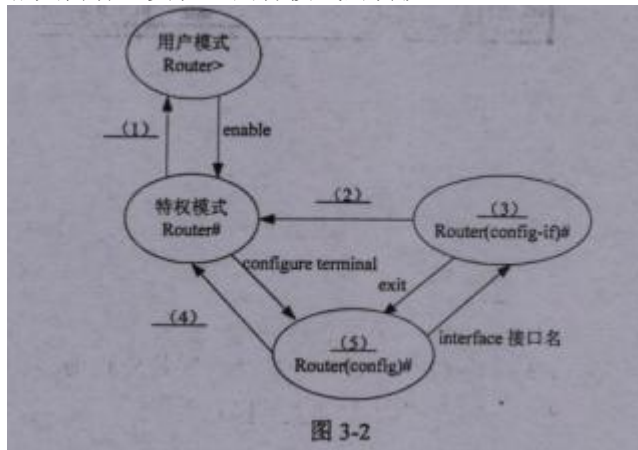 用户模式
Router>
(1)
enable
特权模式
Router#
(2)
(3)
Router(config-if)#
configure terminal
exit
(4)
(5)
Router(config)#
interface 接口名
图 3-2